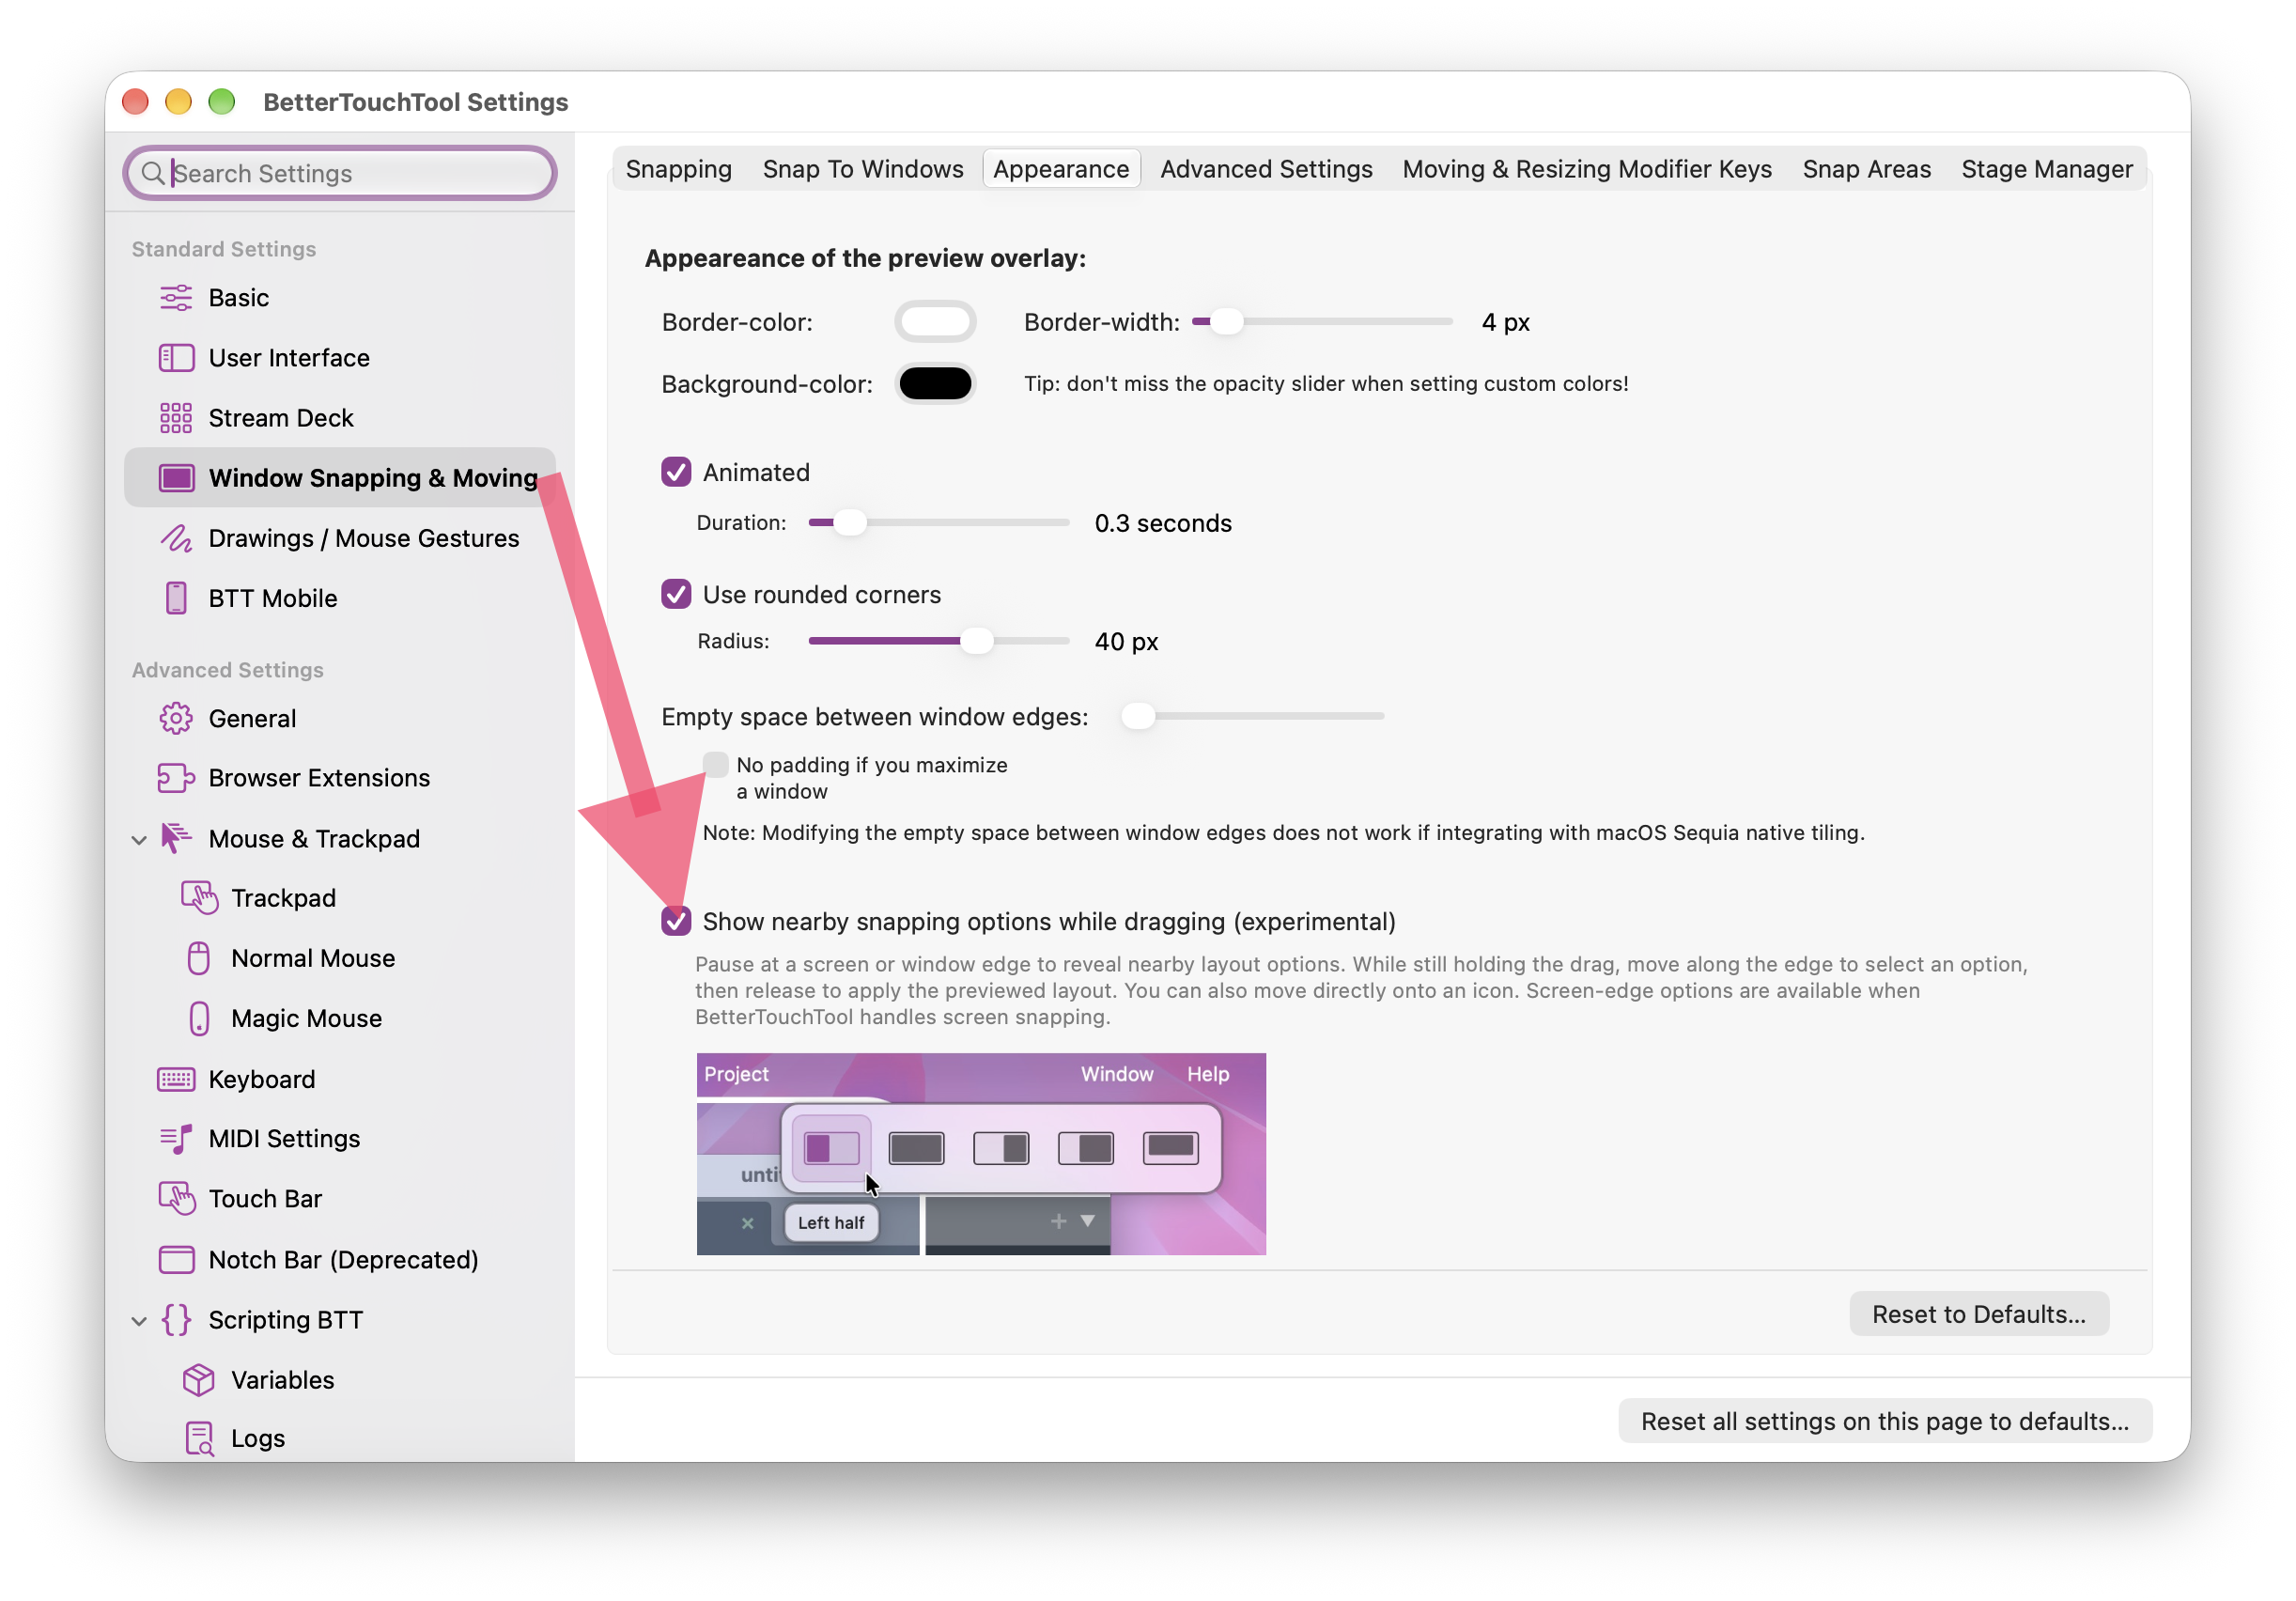 BetterTouchTool Settings
Search Settings
Standard Settings
Basic
User Interface
Stream Deck
Window Snapping & Moving
Drawings / Mouse Gestures
BTT Mobile
Advanced Settings
General
Browser Extensions
Mouse & Trackpad
Trackpad
Normal Mouse
Magic Mouse
Keyboard
MIDI Settings
Touch Bar
Notch Bar (Deprecated)
Scripting BTT
Variables
Logs
Snapping Snap To Windows Appearance Advanced Settings Moving & Resizing Modifier Keys Snap Areas Stage Manager
Appeareance of the preview overlay:
Border-color: Border-width: 4 px
Background-color: Tip: don't miss the opacity slider when setting custom colors!
Animated
Duration: 0.3 seconds
Use rounded corners
Radius: 40 px
Empty space between window edges:
No padding if you maximize
a window
Note: Modifying the empty space between window edges does not work if integrating with macOS Sequia native tiling.
Show nearby snapping options while dragging (experimental)
Pause at a screen or window edge to reveal nearby layout options. While still holding the drag, move along the edge to select an option,
then release to apply the previewed layout. You can also move directly onto an icon. Screen-edge options are available when
BetterTouchTool handles screen snapping.
Project Window Help
Left half
Reset to Defaults...
Reset all settings on this page to defaults...